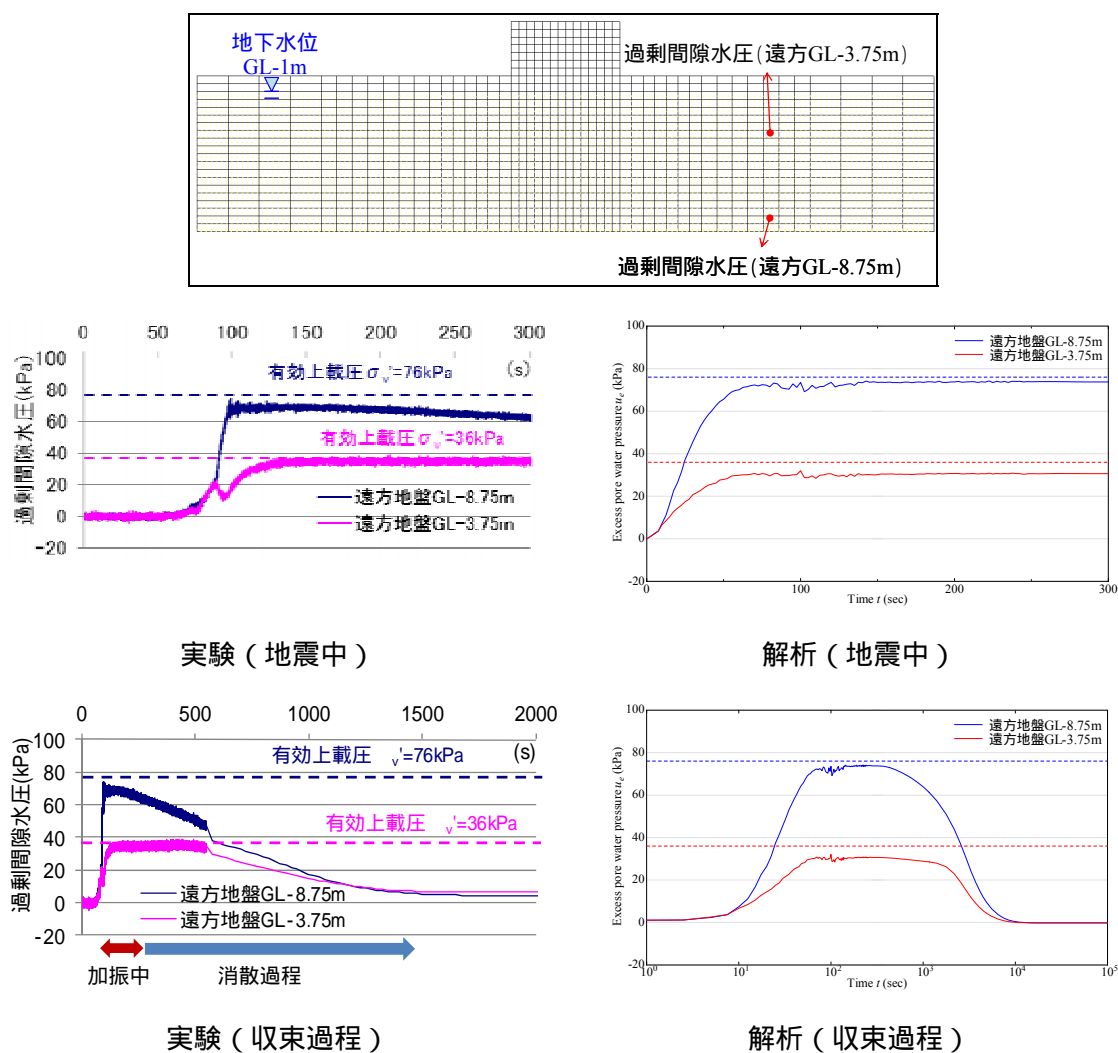 地下水位
GL-1m
過剰間隙水圧(遠方GL-3.75m)
過剰間隙水圧(遠方GL-8.75m)
0 50 100 150 200 250 300
(s)
100
80
60
40
20
0
-20
過剰間隙水圧(kPa)
有効上載圧σv'=76kPa
有効上載圧σv'=36kPa
遠方地盤GL-8.75m
遠方地盤GL-3.75m
実験(地震中)
100
80
60
40
20
0
-20
Excess pore water pressure ue (kPa)
遠方地盤GL-8.75m
遠方地盤GL-3.75m
0 100 200 300
Time t (sec)
解析(地震中)
0 500 1000 1500 2000
(s)
100
80
60
40
20
0
-20
過剰間隙水圧(kPa)
有効上載圧 v'=76kPa
有効上載圧 v'=36kPa
遠方地盤GL-8.75m
遠方地盤GL-3.75m
加振中
消散過程
実験(収束過程)
100
80
60
40
20
0
-20
Excess pore water pressure ue (kPa)
遠方地盤GL-8.75m
遠方地盤GL-3.75m
10^0 10^1 10^2 10^3 10^4 10^5
Time t (sec)
解析(収束過程)